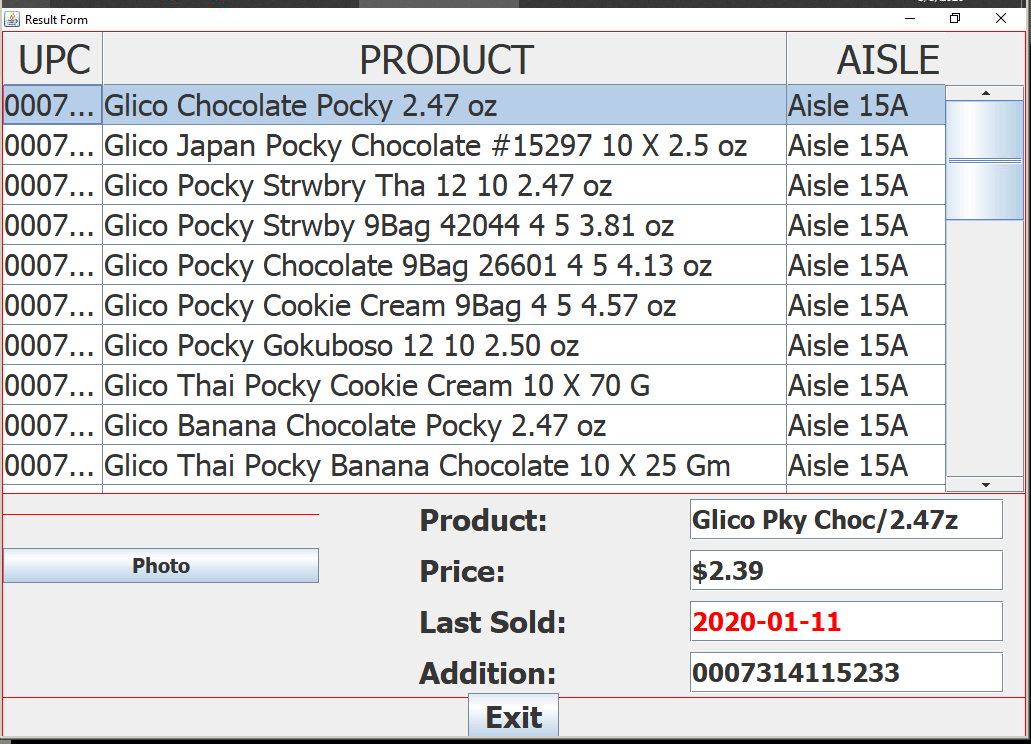 Result Form
UPC PRODUCT AISLE
0007... Glico Chocolate Pocky 2.47 oz Aisle 15A
0007... Glico Japan Pocky Chocolate #15297 10 X 2.5 oz Aisle 15A
0007... Glico Pocky Strwbry Tha 12 10 2.47 oz Aisle 15A
0007... Glico Pocky Strwby 9Bag 42044 4 5 3.81 oz Aisle 15A
0007... Glico Pocky Chocolate 9Bag 26601 4 5 4.13 oz Aisle 15A
0007... Glico Pocky Cookie Cream 9Bag 4 5 4.57 oz Aisle 15A
0007... Glico Pocky Gokuboso 12 10 2.50 oz Aisle 15A
0007... Glico Thai Pocky Cookie Cream 10 X 70 G Aisle 15A
0007... Glico Banana Chocolate Pocky 2.47 oz Aisle 15A
0007... Glico Thai Pocky Banana Chocolate 10 X 25 Gm Aisle 15A
Product: Glico Pky Choc/2.47z
Photo
Price: $2.39
Last Sold: 2020-01-11
Addition: 0007314115233
Exit